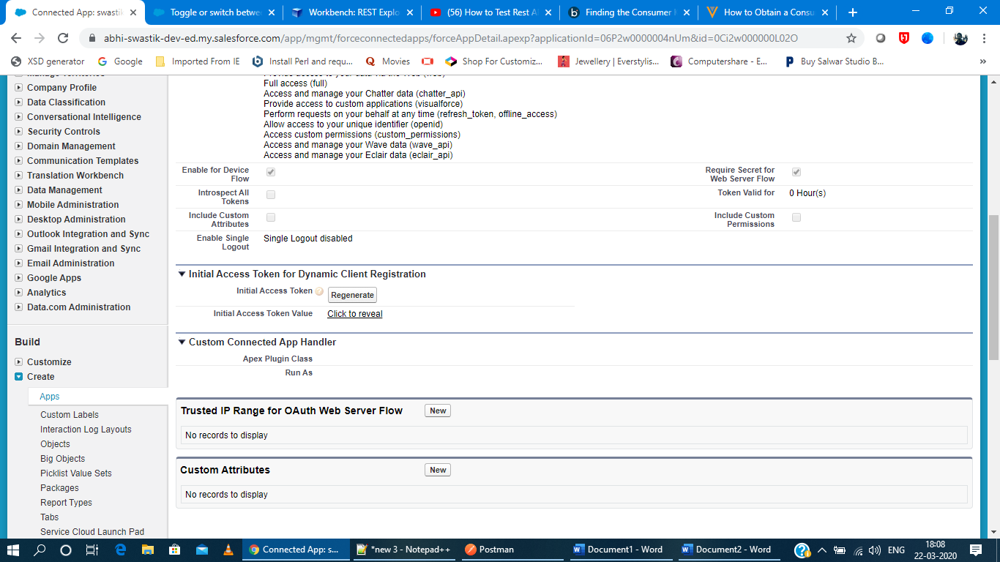 Connected App: swastik
Toggle or switch betwe
Workbench: REST Explo
(56) How to Test Rest A
Finding the Consumer
How to Obtain a Consu
abhi-swastik-dev-ed.my.salesforce.com/app/mgmt/forceconnectedapps/forceAppDetail.apexp?applicationId=06P2w0000004nUm&id=0Ci2w000000L02O
XSD generator
Google
Imported From IE
Install Perl and requ...
Movies
Shop For Customiz...
Jewellery | Everstylis...
Computershare - E...
Buy Salwar Studio B...
»
Manage Territories
Company Profile
Data Classification
Conversational Intelligence
Security Controls
Domain Management
Communication Templates
Translation Workbench
Data Management
Mobile Administration
Desktop Administration
Outlook Integration and Sync
Gmail Integration and Sync
Email Administration
Google Apps
Analytics
Data.com Administration
Build
Customize
Create
Apps
Custom Labels
Interaction Log Layouts
Objects
Big Objects
Picklist Value Sets
Packages
Report Types
Tabs
Service Cloud Launch Pad
Provide access to your data via the Web (web)
Full access (full)
Access and manage your Chatter data (chatter_api)
Provide access to custom applications (visualforce)
Perform requests on your behalf at any time (refresh_token, offline_access)
Allow access to your unique identifier (openid)
Access custom permissions (custom_permissions)
Access and manage your Wave data (wave_api)
Access and manage your Eclair data (eclair_api)
Enable for Device
Flow
Require Secret for
Web Server Flow
Introspect All
Tokens
Token Valid for
0 Hour(s)
Include Custom
Attributes
Include Custom
Permissions
Enable Single
Logout
Single Logout disabled
Initial Access Token for Dynamic Client Registration
Initial Access Token
Regenerate
Initial Access Token Value
Click to reveal
Custom Connected App Handler
Apex Plugin Class
Run As
Trusted IP Range for OAuth Web Server Flow
New
No records to display
Custom Attributes
New
No records to display
Connected App: s...
*new 3 - Notepad++
Postman
Document1 - Word
Document2 - Word
ENG
18:08
22-03-2020